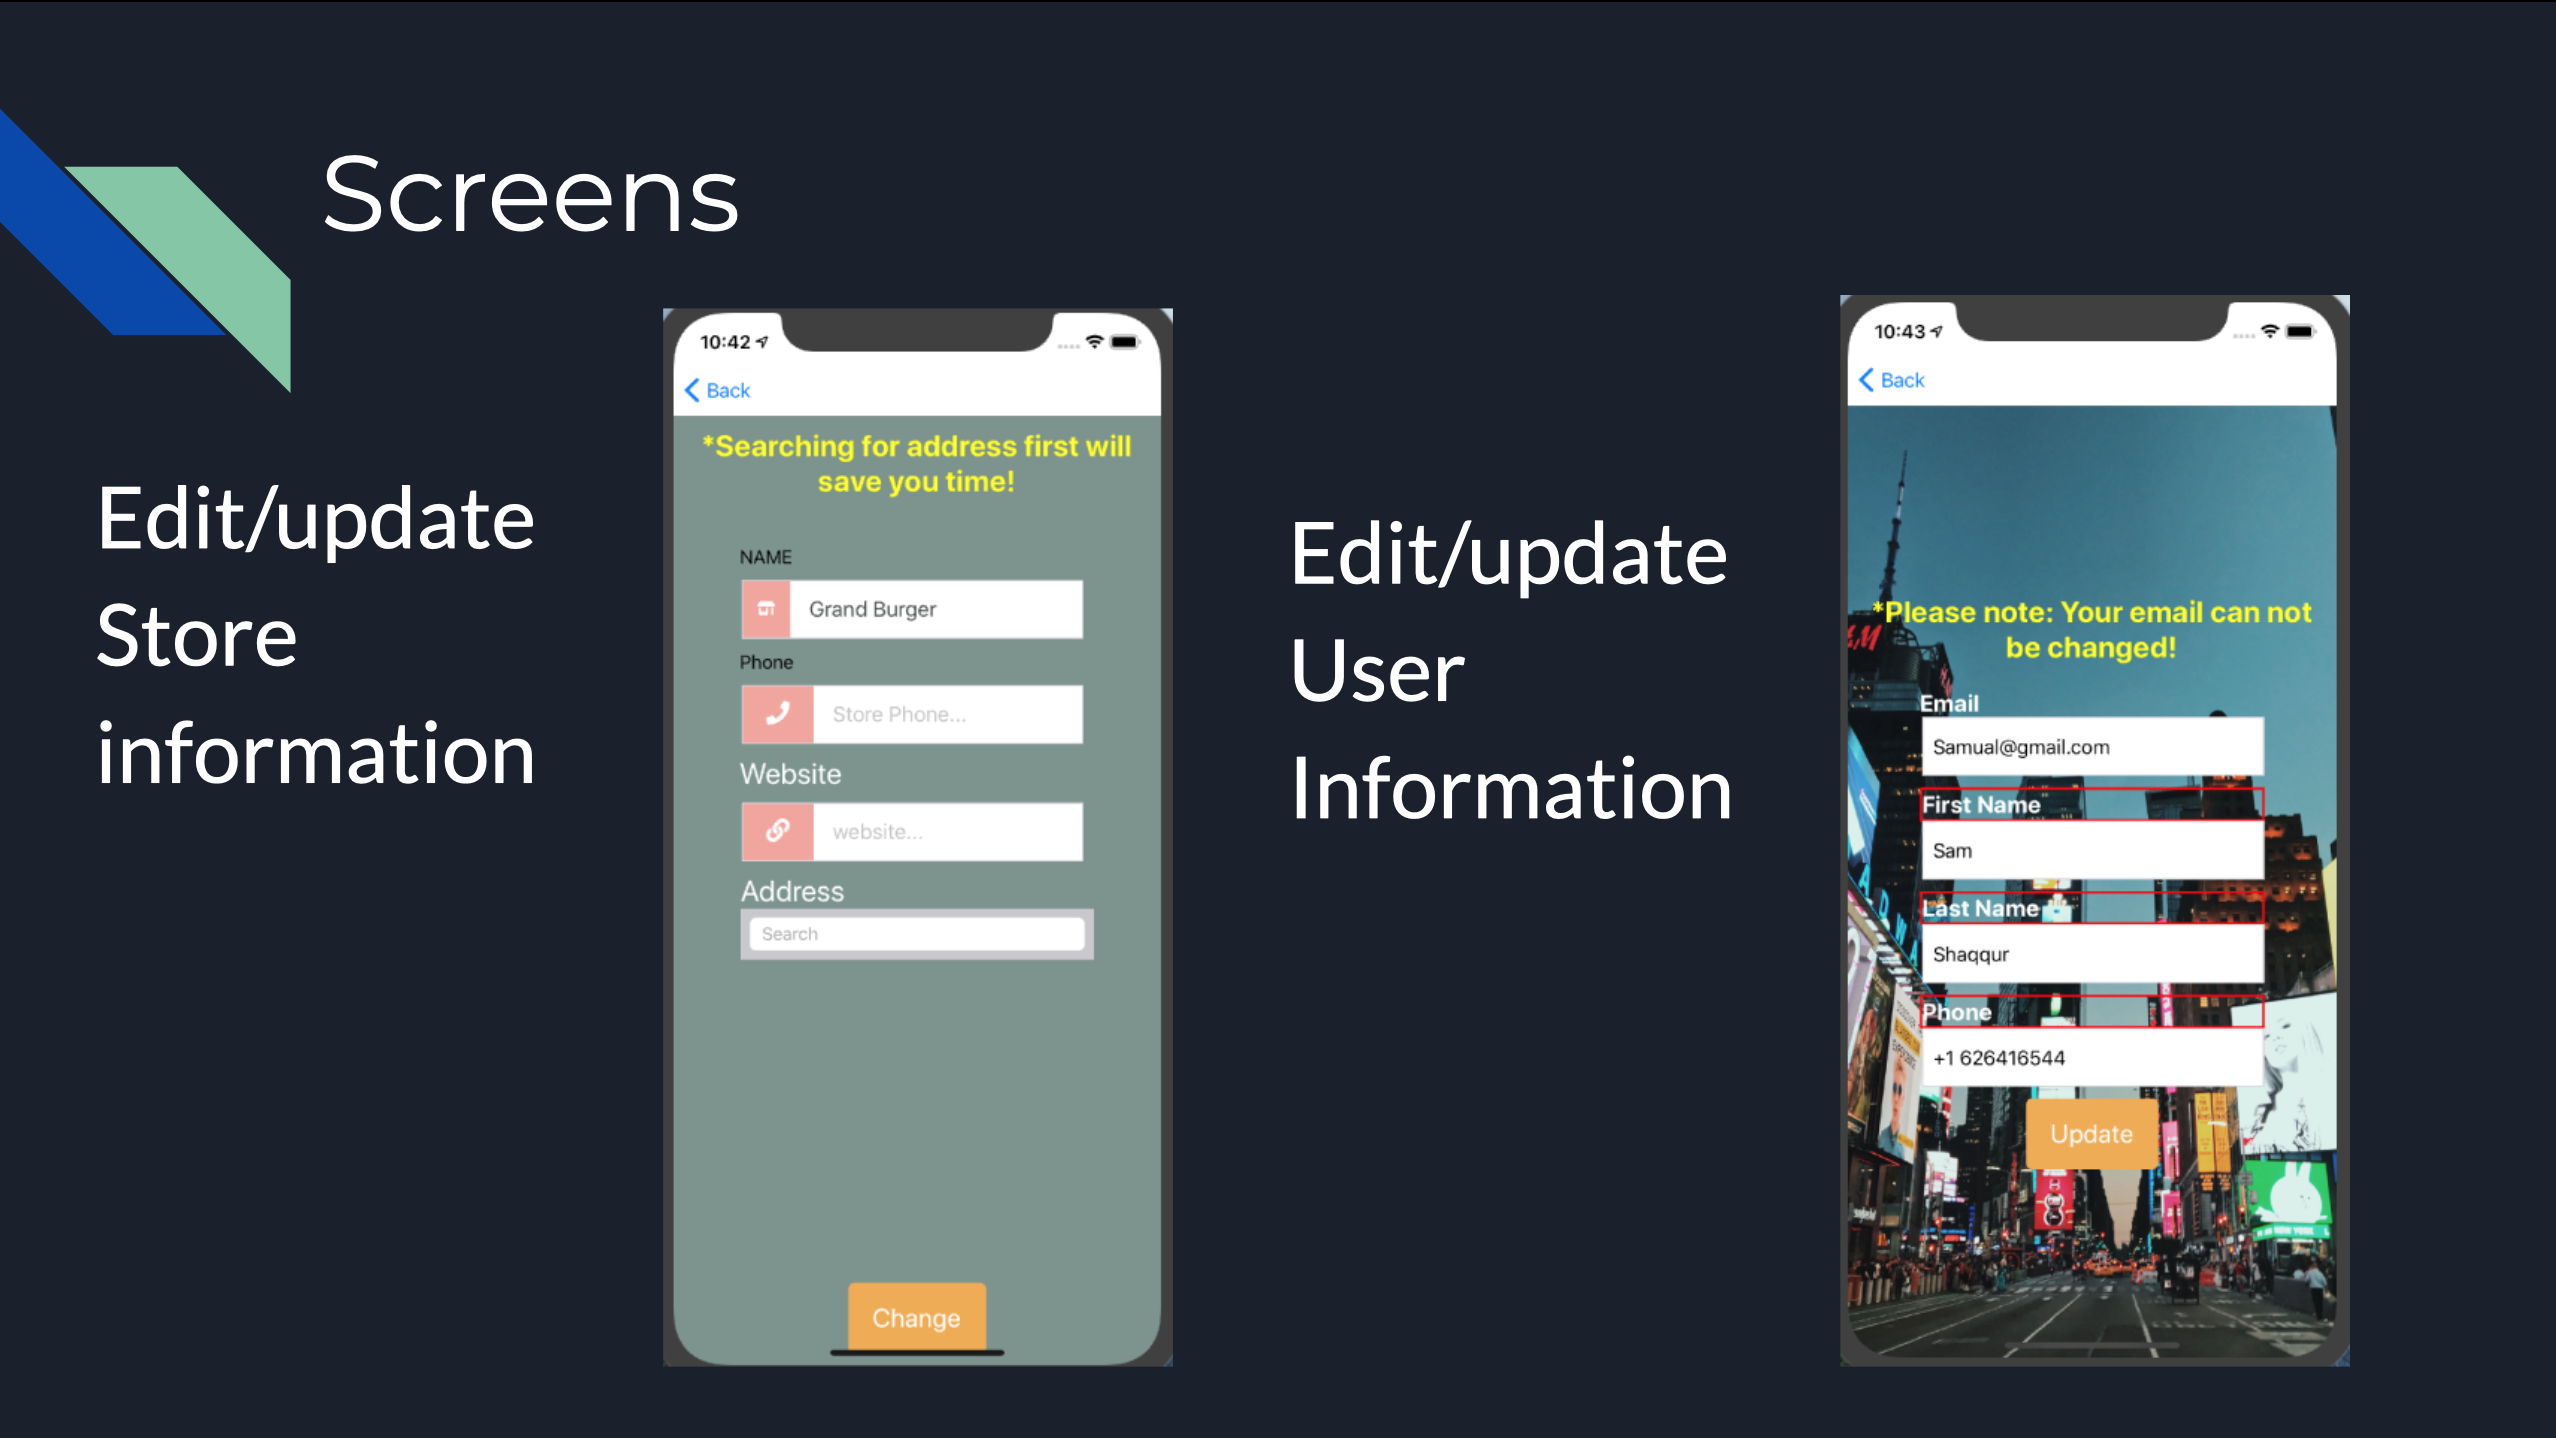 Screens
Edit/update
Store
information
10:42
Back
*Searching for address first will
save you time!
NAME
Grand Burger
Phone
Store Phone...
Website
website...
Address
Search
Change
Edit/update
User
Information
10:43
Back
*Please note: Your email can not
be changed!
Email
Samual@gmail.com
First Name
Sam
Last Name
Shaqqur
Phone
+1 626416544
Update